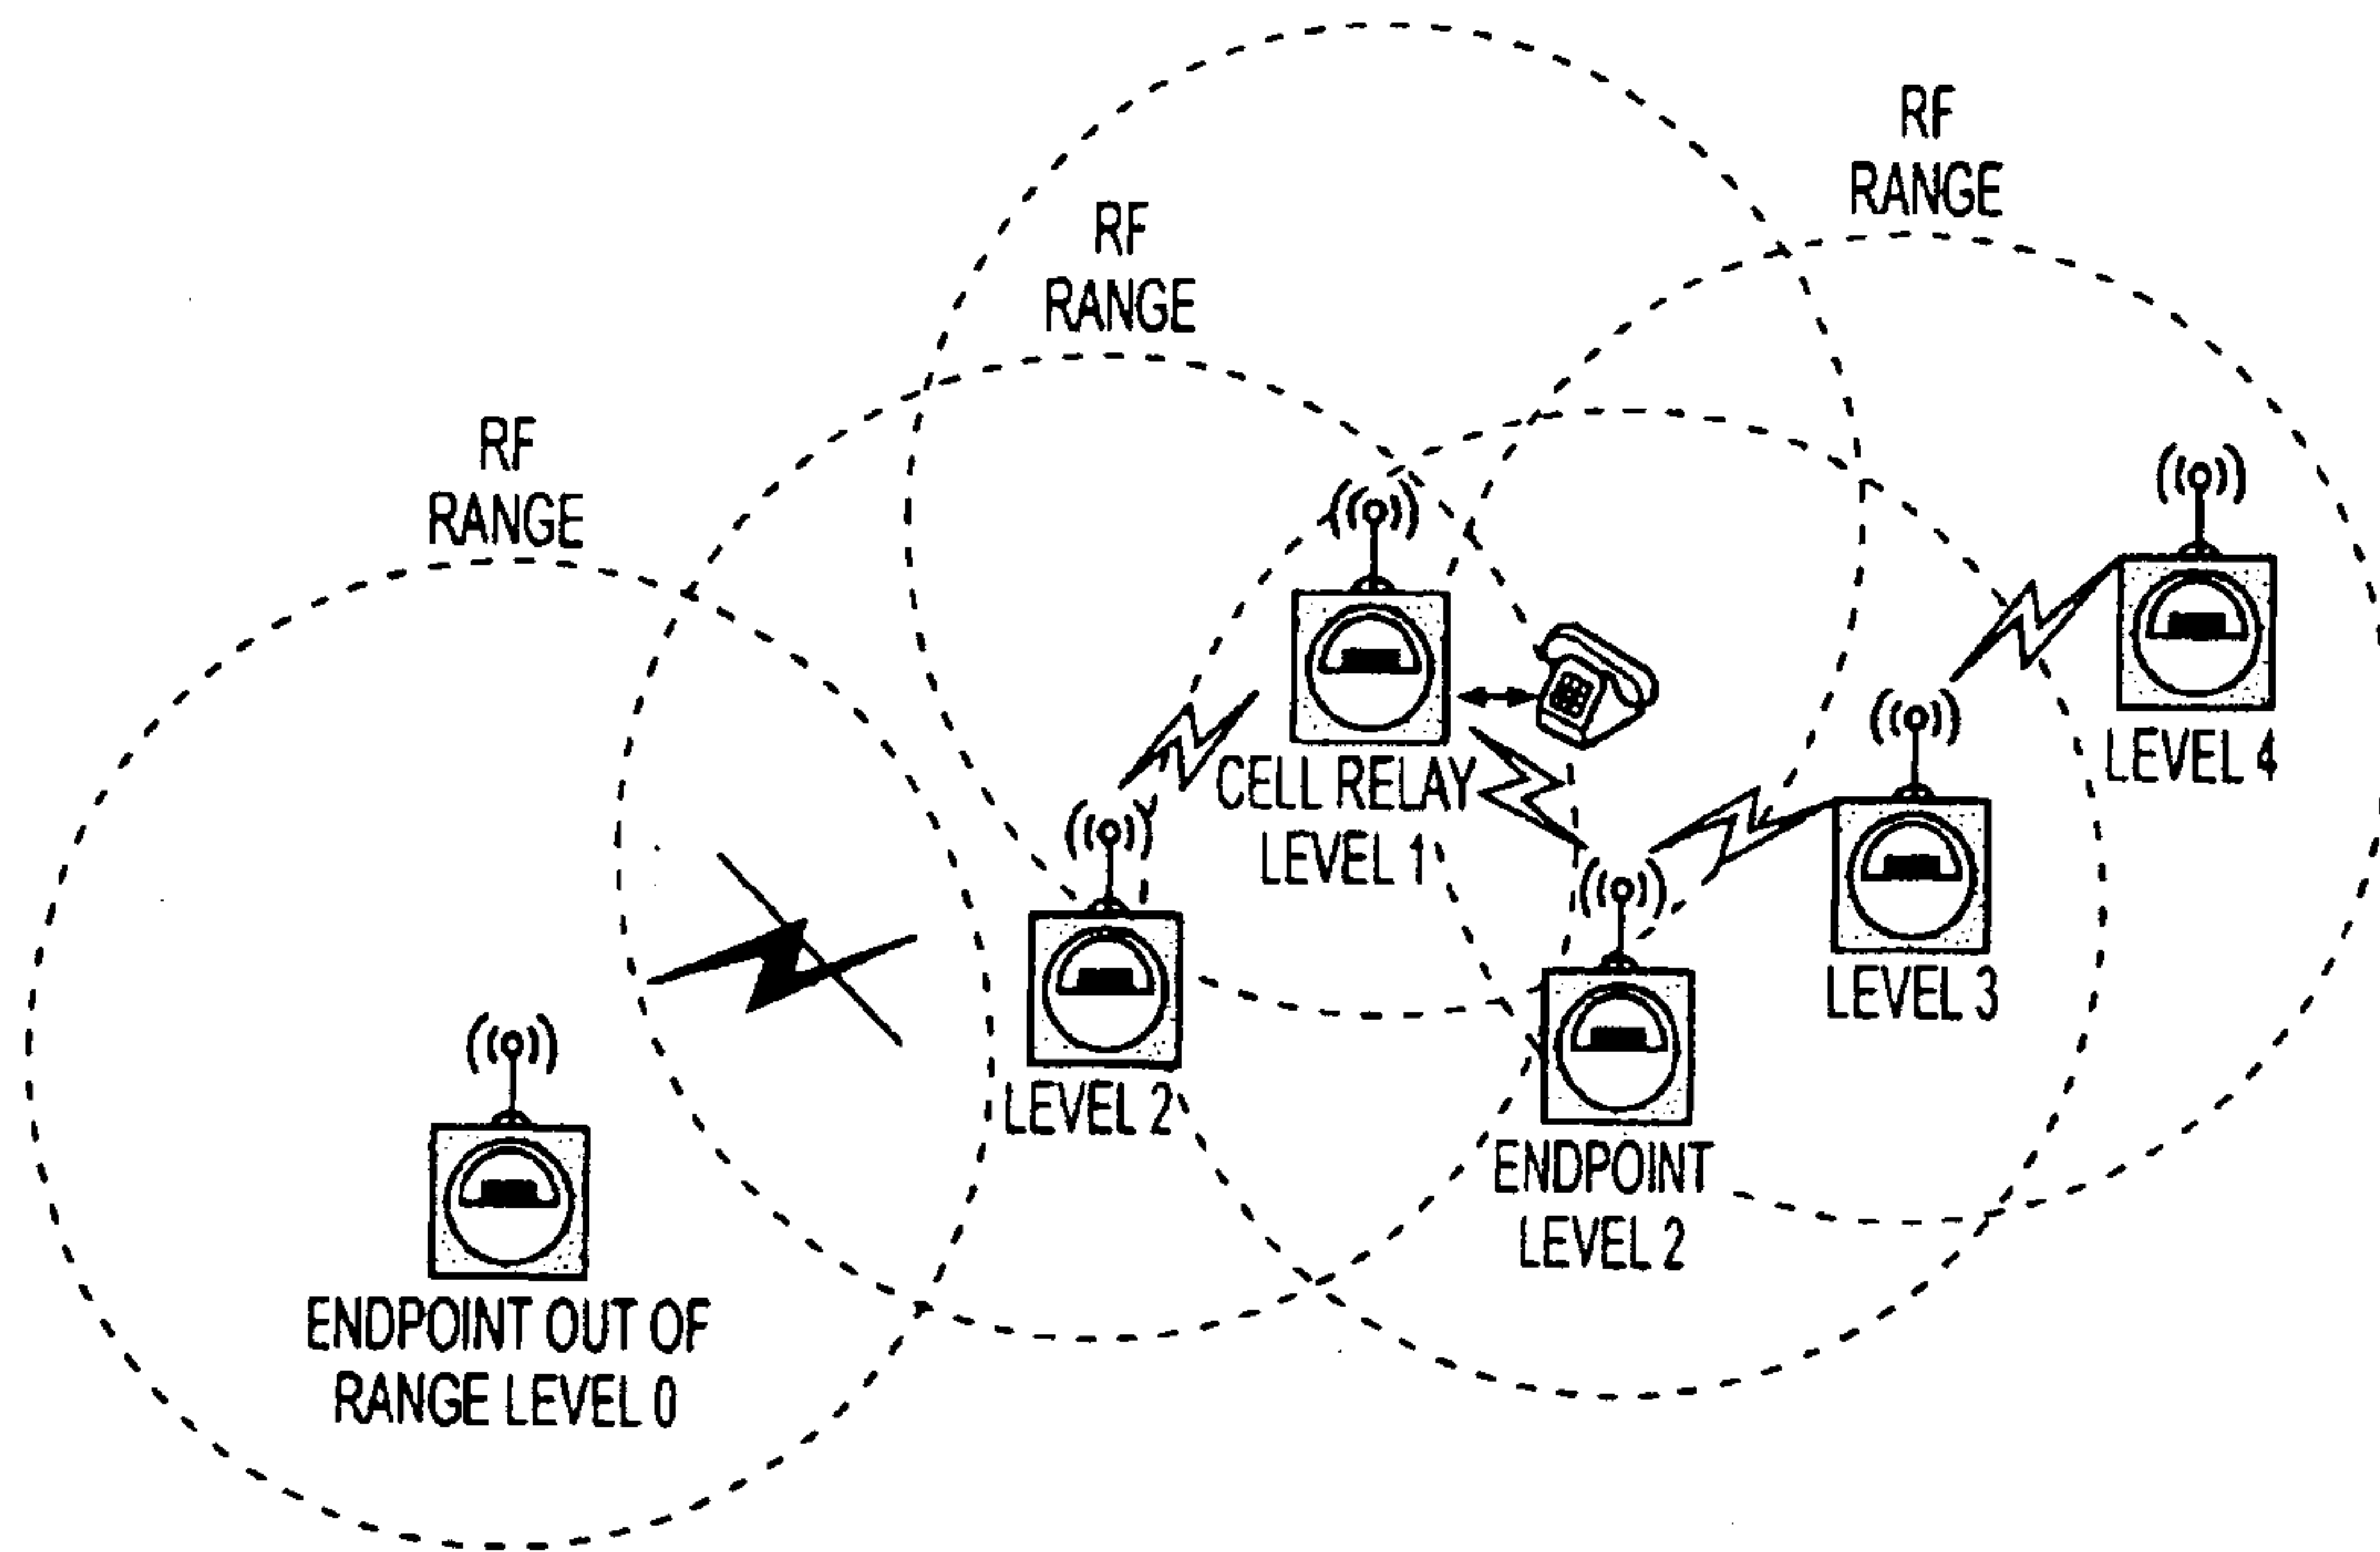 RF
RANGE
RF
RANGE
RF
RANGE
CELL RELAY
LEVEL 1
LEVEL 4
LEVEL 3
LEVEL 2
ENDPOINT
LEVEL 2
ENDPOINT OUT OF
RANGE LEVEL 0